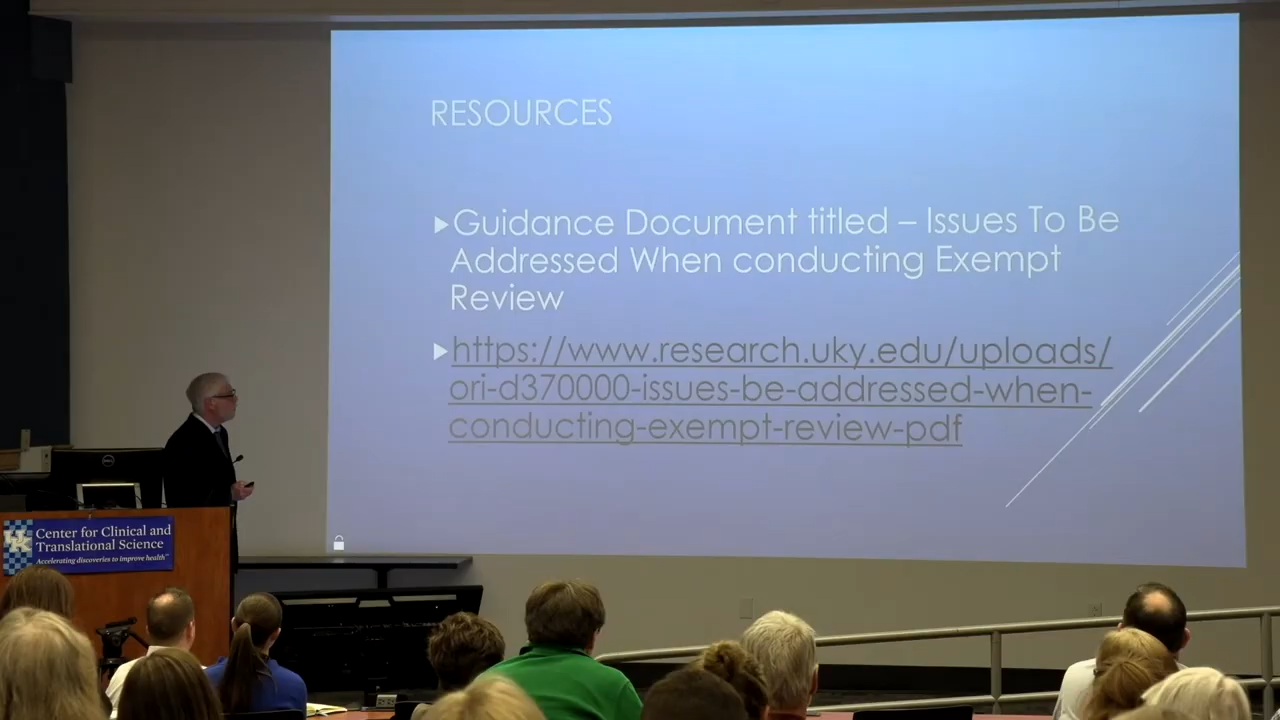 RESOURCES
Guidance Document titled – Issues To Be
Addressed When conducting Exempt
Review
https://www.research.uky.edu/uploads/
ori-d370000-issues-be-addressed-when-
conducting-exempt-review-pdf
DELL
UK
Center for Clinical and
Translational Science
Accelerating discoveries to improve health